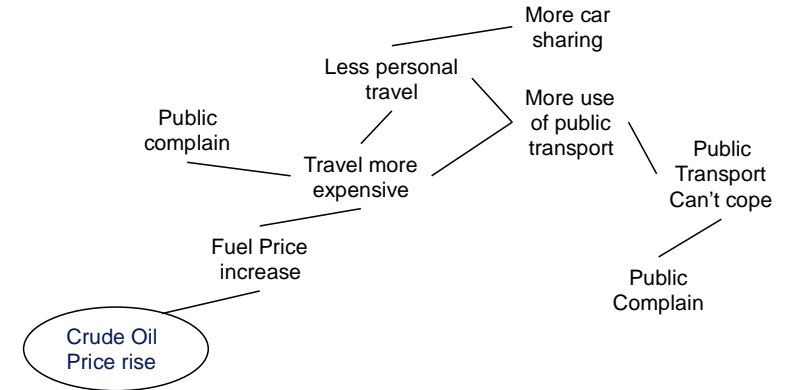 More car
sharing
Less personal
travel
More use
of public
transport
Public
complain
Public
Transport
Can't cope
Travel more
expensive
Fuel Price
increase
Public
Complain
Crude Oil
Price rise